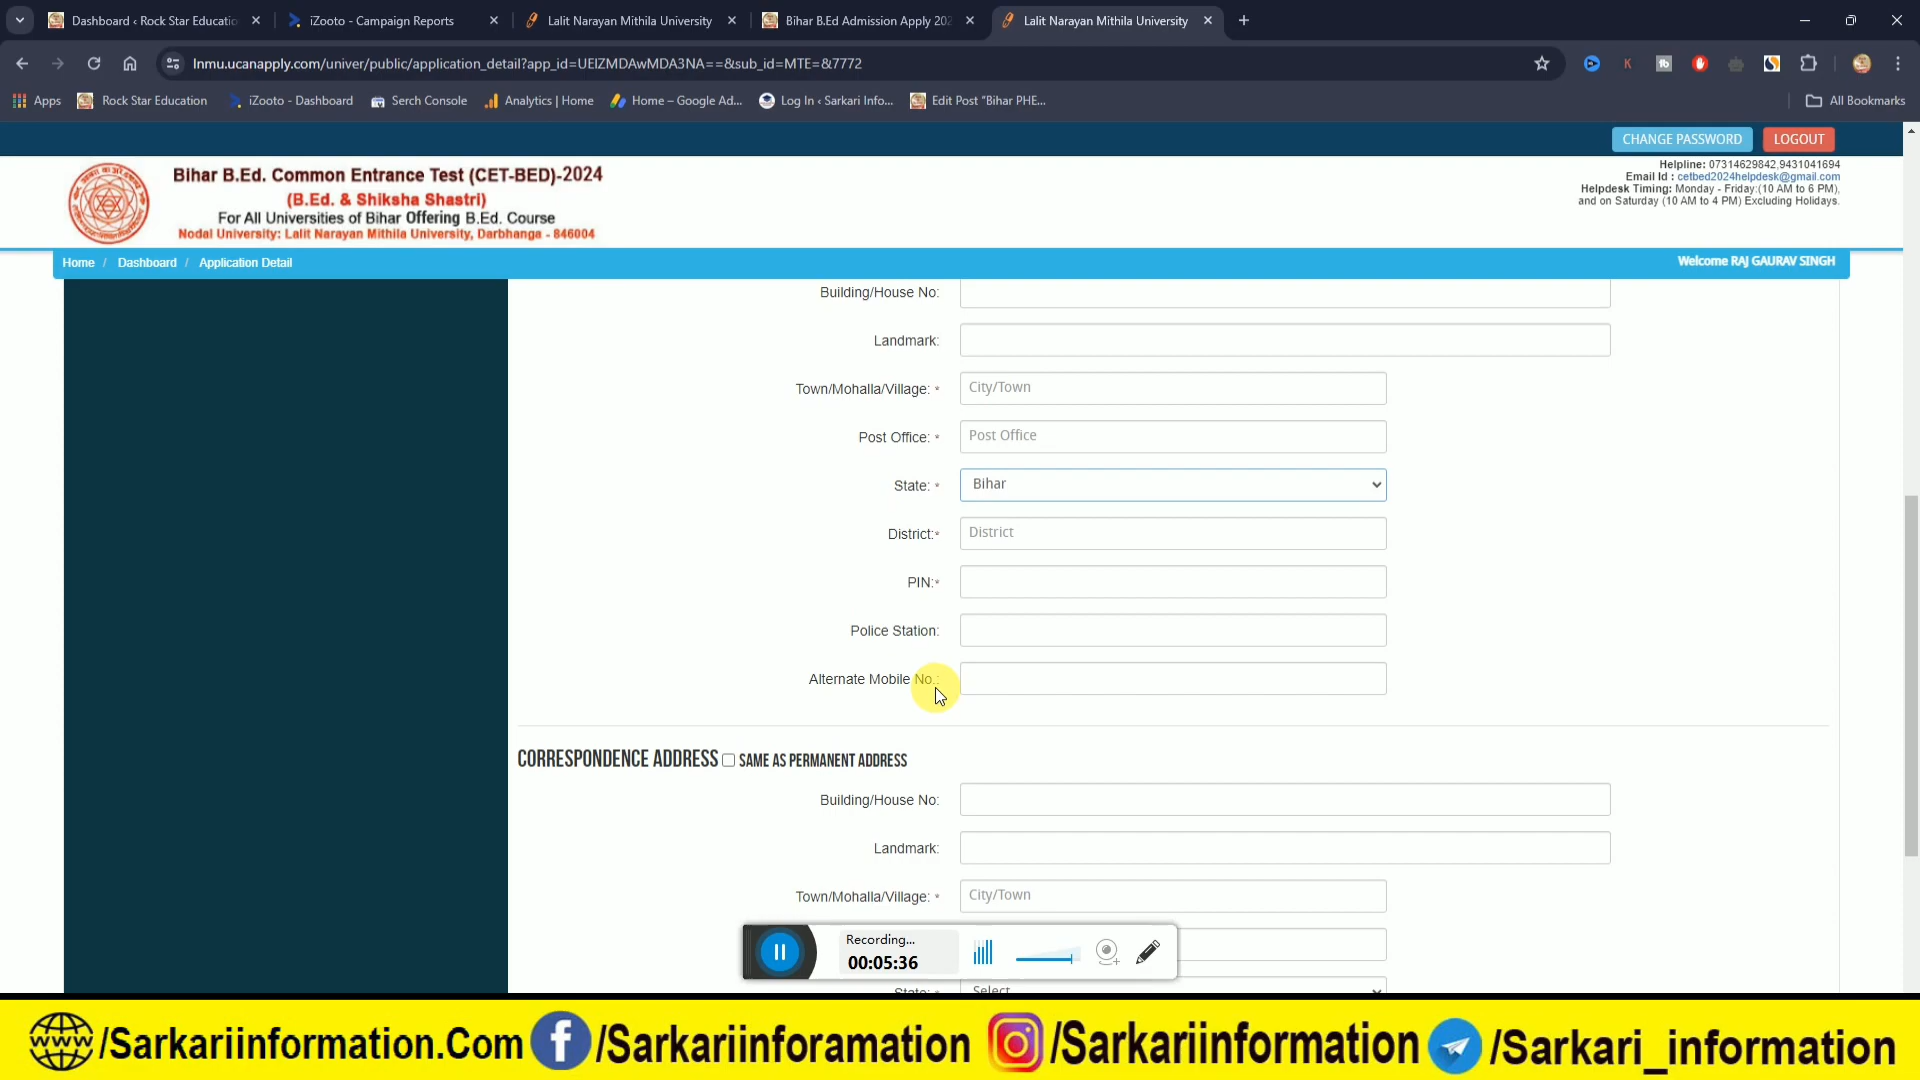 Dashboard ‹ Rock Star Educatio
iZooto - Campaign Reports
Lalit Narayan Mithila University
Bihar B.Ed Admission Apply 202
Lalit Narayan Mithila University
lnmu.ucanapply.com/univer/public/application_detail?app_id=UElZMDAwMDA3NA==&sub_id=MTE=&7772
Apps
Rock Star Education
iZooto - Dashboard
Serch Console
Analytics | Home
Home – Google Ad...
Log In ‹ Sarkari Info...
Edit Post "Bihar PHE...
All Bookmarks
CHANGE PASSWORD
LOGOUT
Bihar B.Ed. Common Entrance Test (CET-BED)-2024
(B.Ed. & Shiksha Shastri)
For All Universities of Bihar Offering B.Ed. Course
Nodal University: Lalit Narayan Mithila University, Darbhanga - 846004
Helpline: 07314629842,9431041694
Email Id : cetbed2024helpdesk@gmail.com
Helpdesk Timing: Monday - Friday:(10 AM to 6 PM),
and on Saturday (10 AM to 4 PM) Excluding Holidays.
Home / Dashboard / Application Detail
Welcome RAJ GAURAV SINGH
Building/House No:
Landmark:
Town/Mohalla/Village: * City/Town
Post Office: * Post Office
State: * Bihar
District:* District
PIN:*
Police Station:
Alternate Mobile No.:
CORRESPONDENCE ADDRESS SAME AS PERMANENT ADDRESS
Building/House No:
Landmark:
Town/Mohalla/Village: * City/Town
Recording...
00:05:36
State: * Select
/Sarkariinformation.Com
/Sarkariinforamation
/Sarkariinformation
/Sarkari_information